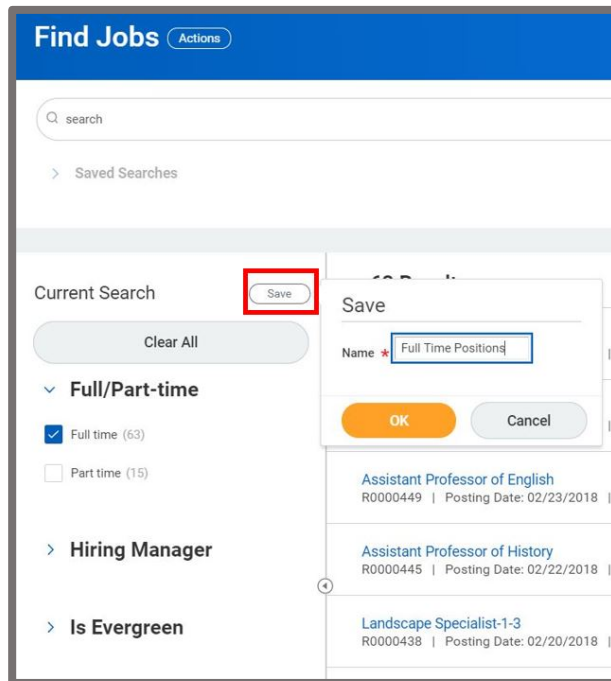 Find Jobs Actions
search
Saved Searches
Current Search Save
Clear All
Full/Part-time
Full time (63)
Part time (15)
Hiring Manager
Is Evergreen
Save
Name * Full Time Positions
OK Cancel
Assistant Professor of English
R0000449 | Posting Date: 02/23/2018 |
Assistant Professor of History
R0000445 | Posting Date: 02/22/2018 |
Landscape Specialist-1-3
R0000438 | Posting Date: 02/20/2018 |